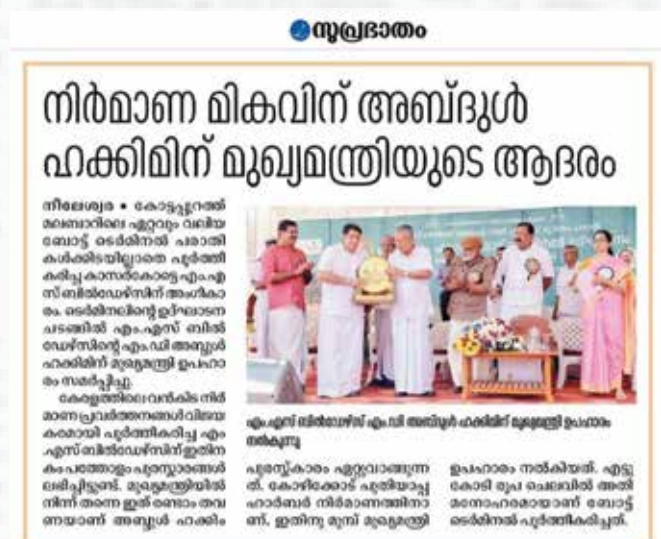 സുപ്രഭാതം
നിർമാണ മികവിന് അബ്ദുൾ
ഹക്കിമിന് മുഖ്യമന്ത്രിയുടെ ആദരം
നീലേശ്വര • കോട്ടപ്പുറത്ത്
മലബാറിലെ ഏറ്റവും വലിയ
ബോട്ട് ടെർമിനൽ പരാതി
കൾക്കിടയില്ലാതെ പൂർത്തീ
കരിച്ച കാസർകോട്ടെ എം.എ
സ് ബിൽഡേഴ്സിന് അംഗീകാ
രം. ടെർമിനലിന്റെ ഉദ്ഘാടന
ചടങ്ങിൽ എം.എസ് ബിൽ
ഡേഴ്സിന്റെ എം.ഡി അബ്ദുൾ
ഹക്കിമിന് മുഖ്യമന്ത്രി ഉപഹാ
രം സമർപ്പിച്ചു.
കേരളത്തിലെ വൻകിട നിർ
മാണ പ്രവർത്തനങ്ങൾ വിജയ
കരമായി പൂർത്തീകരിച്ച എം
.എസ് ബിൽഡേഴ്സിന് ഇതിന
കം പത്തോളം പുരസ്കാരങ്ങൾ
ലഭിച്ചിട്ടുണ്ട്. മുഖ്യമന്ത്രിയിൽ
നിന്ന് തന്നെ ഇത് രണ്ടാം തവ
ണയാണ് അബ്ദുൾ ഹക്കിം
എം.എസ് ബിൽഡേഴ്സ് എം.ഡി അബ്ദുൾ ഹക്കിമിന് മുഖ്യമന്ത്രി ഉപഹാരം
നൽകുന്നു
പുരസ്ക്കാരം ഏറ്റുവാങ്ങുന്ന
ത്. കോഴിക്കോട് പുതിയാപ്പ
ഹാർബർ നിർമാണത്തിനാ
ണ്, ഇതിനു മുമ്പ് മുഖ്യമന്ത്രി
ഉപഹാരം നൽകിയത്. എട്ടു
കോടി രൂപ ചെലവിൽ അതി
മനോഹരമായാണ് ബോട്ട്
ടെർമിനൽ പൂർത്തീകരിച്ചത്.